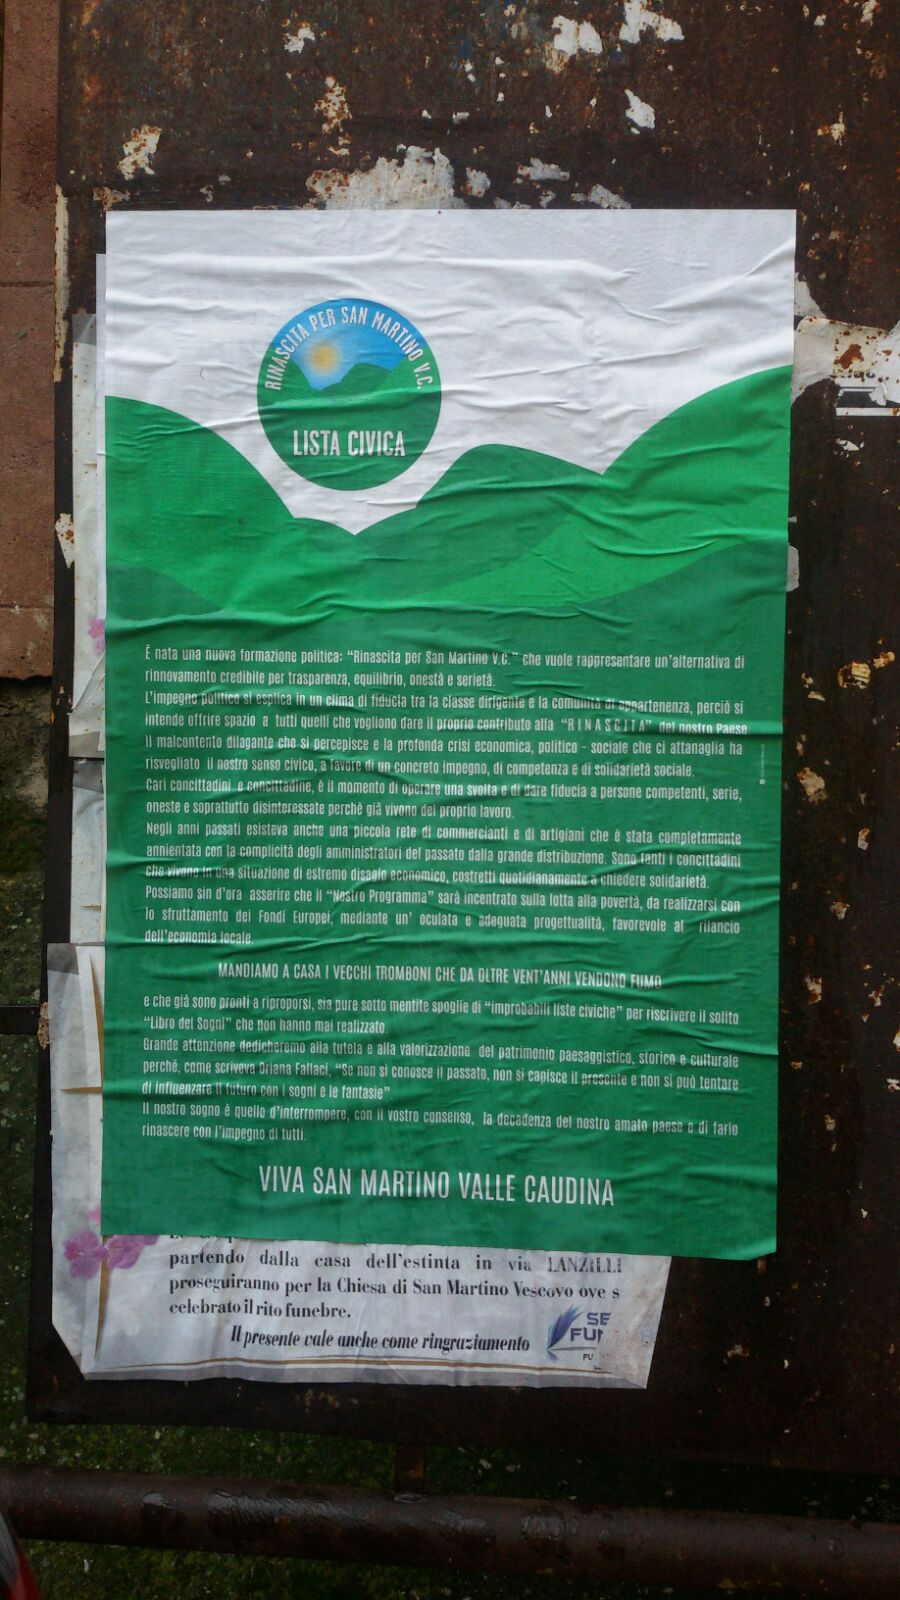 RINASCITA PER SAN MARTINO V.C.
LISTA CIVICA
È nata una nuova formazione politica: “Rinascita per San Martino V.C.” che vuole rappresentare un’alternativa di
rinnovamento credibile per trasparenza, equilibrio, onestà e serietà.
L’impegno politico si esplica in un clima di fiducia tra la classe dirigente e la comunità di appartenenza, perciò si
intende offrire spazio a tutti quelli che vogliono dare il proprio contributo alla “RINASCITA” del nostro Paese
Il malcontento dilagante che si percepisce e la profonda crisi economica, politico - sociale che ci attanaglia ha
risvegliato il nostro senso civico, a favore di un concreto impegno, di competenza e di solidarietà sociale.
Cari concittadini e concittadine, è il momento di operare una svolta e di dare fiducia a persone competenti, serie,
oneste e soprattutto disinteressate perchè già vivono del proprio lavoro.
Negli anni passati esisteva anche una piccola rete di commercianti e di artigiani che è stata completamente
annientata con la complicità degli amministratori del passato dalla grande distribuzione. Sono tanti i concittadini
che vivono in una situazione di estremo disagio economico, costretti quotidianamente a chiedere solidarietà.
Possiamo sin d’ora asserire che il “Nostro Programma” sarà incentrato sulla lotta alla povertà, da realizzarsi con
lo sfruttamento dei Fondi Europei, mediante un’ oculata e adeguata progettualità, favorevole al rilancio
dell’economia locale.
MANDIAMO A CASA I VECCHI TROMBONI CHE DA OLTRE VENT’ANNI VENDONO FUMO
e che già sono pronti a riproporsi, sia pure sotto mentite spoglie di “improbabili liste civiche” per riscrivere il solito
“Libro dei Sogni” che non hanno mai realizzato.
Grande attenzione dedicheremo alla tutela e alla valorizzazione del patrimonio paesaggistico, storico e culturale
perché, come scriveva Oriana Fallaci, “Se non si conosce il passato, non si capisce il presente e non si può tentare
di influenzare il futuro con i sogni e le fantasie”.
Il nostro sogno è quello d’interrompere, con il vostro consenso, la decadenza del nostro amato paese e di farlo
rinascere con l’impegno di tutti.
VIVA SAN MARTINO VALLE CAUDINA
partendo dalla casa dell’estinta in via LANZILLI
proseguiranno per la Chiesa di San Martino Vescovo ove s
celebrato il rito funebre.
Il presente vale anche come ringraziamento
SE
FU